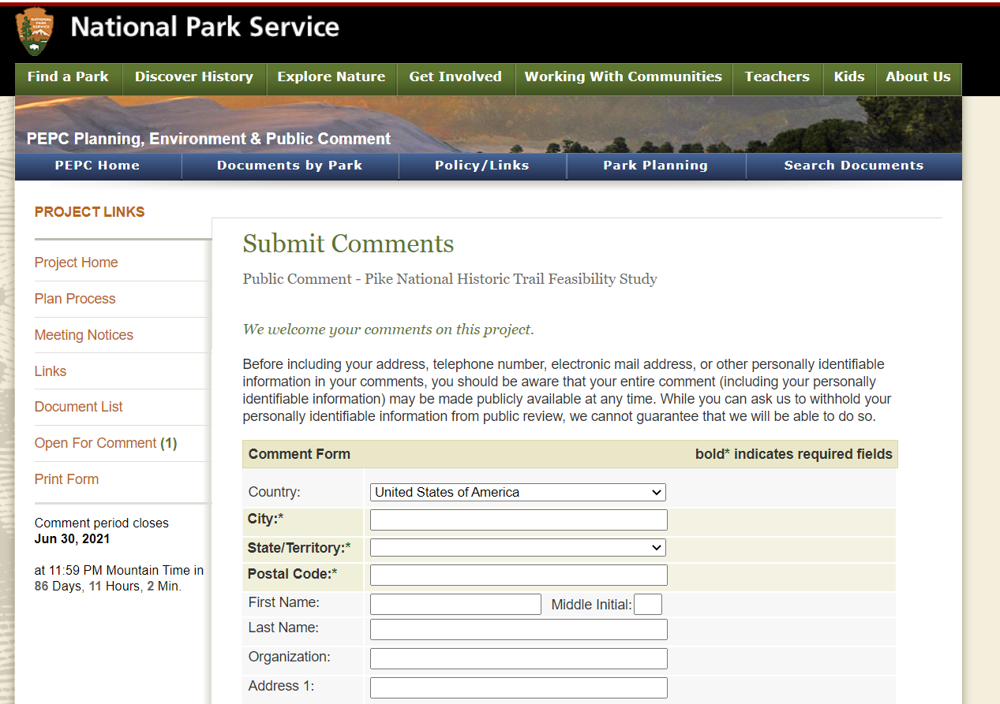 NATIONAL
PARK
SERVICE
National Park Service
Find a Park Discover History Explore Nature Get Involved Working With Communities Teachers Kids About Us
PEPC Planning, Environment & Public Comment
PEPC Home Documents by Park Policy/Links Park Planning Search Documents
PROJECT LINKS
Project Home
Plan Process
Meeting Notices
Links
Document List
Open For Comment (1)
Print Form
Comment period closes
Jun 30, 2021
at 11:59 PM Mountain Time in
86 Days, 11 Hours, 2 Min.
Submit Comments
Public Comment - Pike National Historic Trail Feasibility Study
We welcome your comments on this project.
Before including your address, telephone number, electronic mail address, or other personally identifiable
information in your comments, you should be aware that your entire comment (including your personally
identifiable information) may be made publicly available at any time. While you can ask us to withhold your
personally identifiable information from public review, we cannot guarantee that we will be able to do so.
Comment Form bold* indicates required fields
Country: United States of America
City:*
State/Territory:*
Postal Code:*
First Name: Middle Initial:
Last Name:
Organization:
Address 1: